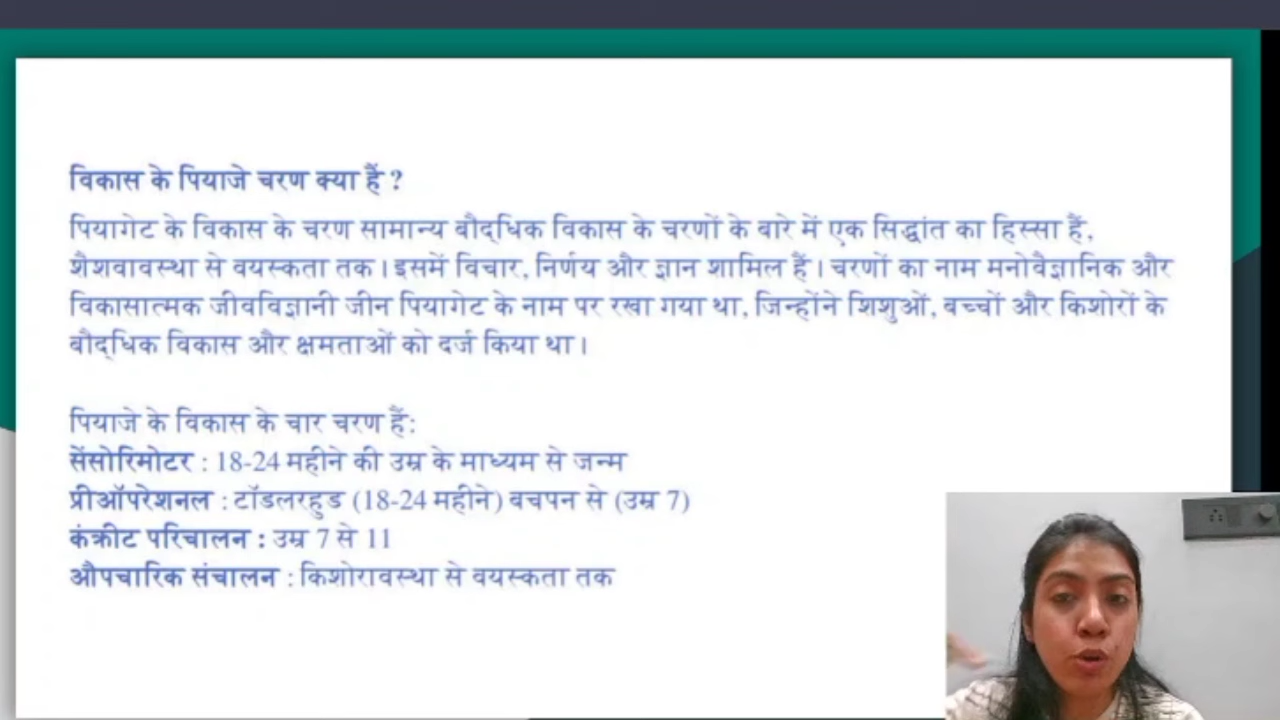 विकास के पियाजे चरण क्या हैं ?
पियागेट के विकास के चरण सामान्य बौद्धिक विकास के चरणों के बारे में एक सिद्धांत का हिस्सा हैं,
शैशवावस्था से वयस्कता तक। इसमें विचार, निर्णय और ज्ञान शामिल हैं। चरणों का नाम मनोवैज्ञानिक और
विकासात्मक जीवविज्ञानी जीन पियागेट के नाम पर रखा गया था, जिन्होंने शिशुओं, बच्चों और किशोरों के
बौद्धिक विकास और क्षमताओं को दर्ज किया था।
पियाजे के विकास के चार चरण हैं:
सेंसोरिमोटर : 18-24 महीने की उम्र के माध्यम से जन्म
प्रीऑपरेशनल : टॉडलरहुड (18-24 महीने) बचपन से (उम्र 7)
कंक्रीट परिचालन : उम्र 7 से 11
औपचारिक संचालन : किशोरावस्था से वयस्कता तक